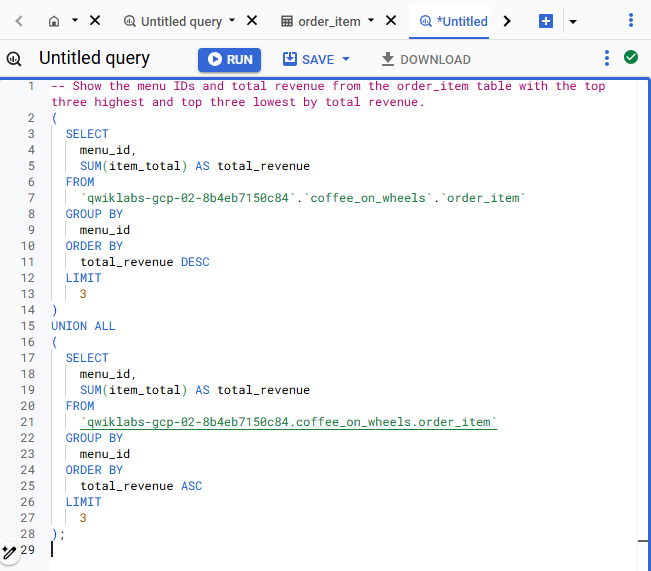 Untitled query
order_item
*Untitled
Untitled query
RUN
SAVE
DOWNLOAD
1 -- Show the menu IDs and total revenue from the order_item table with the top
three highest and top three lowest by total revenue.
2 (
3 SELECT
4 menu_id,
5 SUM(item_total) AS total_revenue
6 FROM
7 `qwiklabs-gcp-02-8b4eb7150c84`.`coffee_on_wheels`.`order_item`
8 GROUP BY
9 menu_id
10 ORDER BY
11 total_revenue DESC
12 LIMIT
13 3
14 )
15 UNION ALL
16 (
17 SELECT
18 menu_id,
19 SUM(item_total) AS total_revenue
20 FROM
21 `qwiklabs-gcp-02-8b4eb7150c84.coffee_on_wheels.order_item`
22 GROUP BY
23 menu_id
24 ORDER BY
25 total_revenue ASC
26 LIMIT
27 3
28 );
29